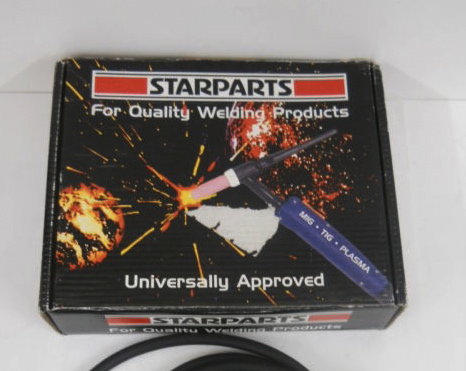 STARPARTS
For Quality Welding Products
MIG • TIG • PLASMA
Universally Approved
STARPARTS
For Quality Welding Products